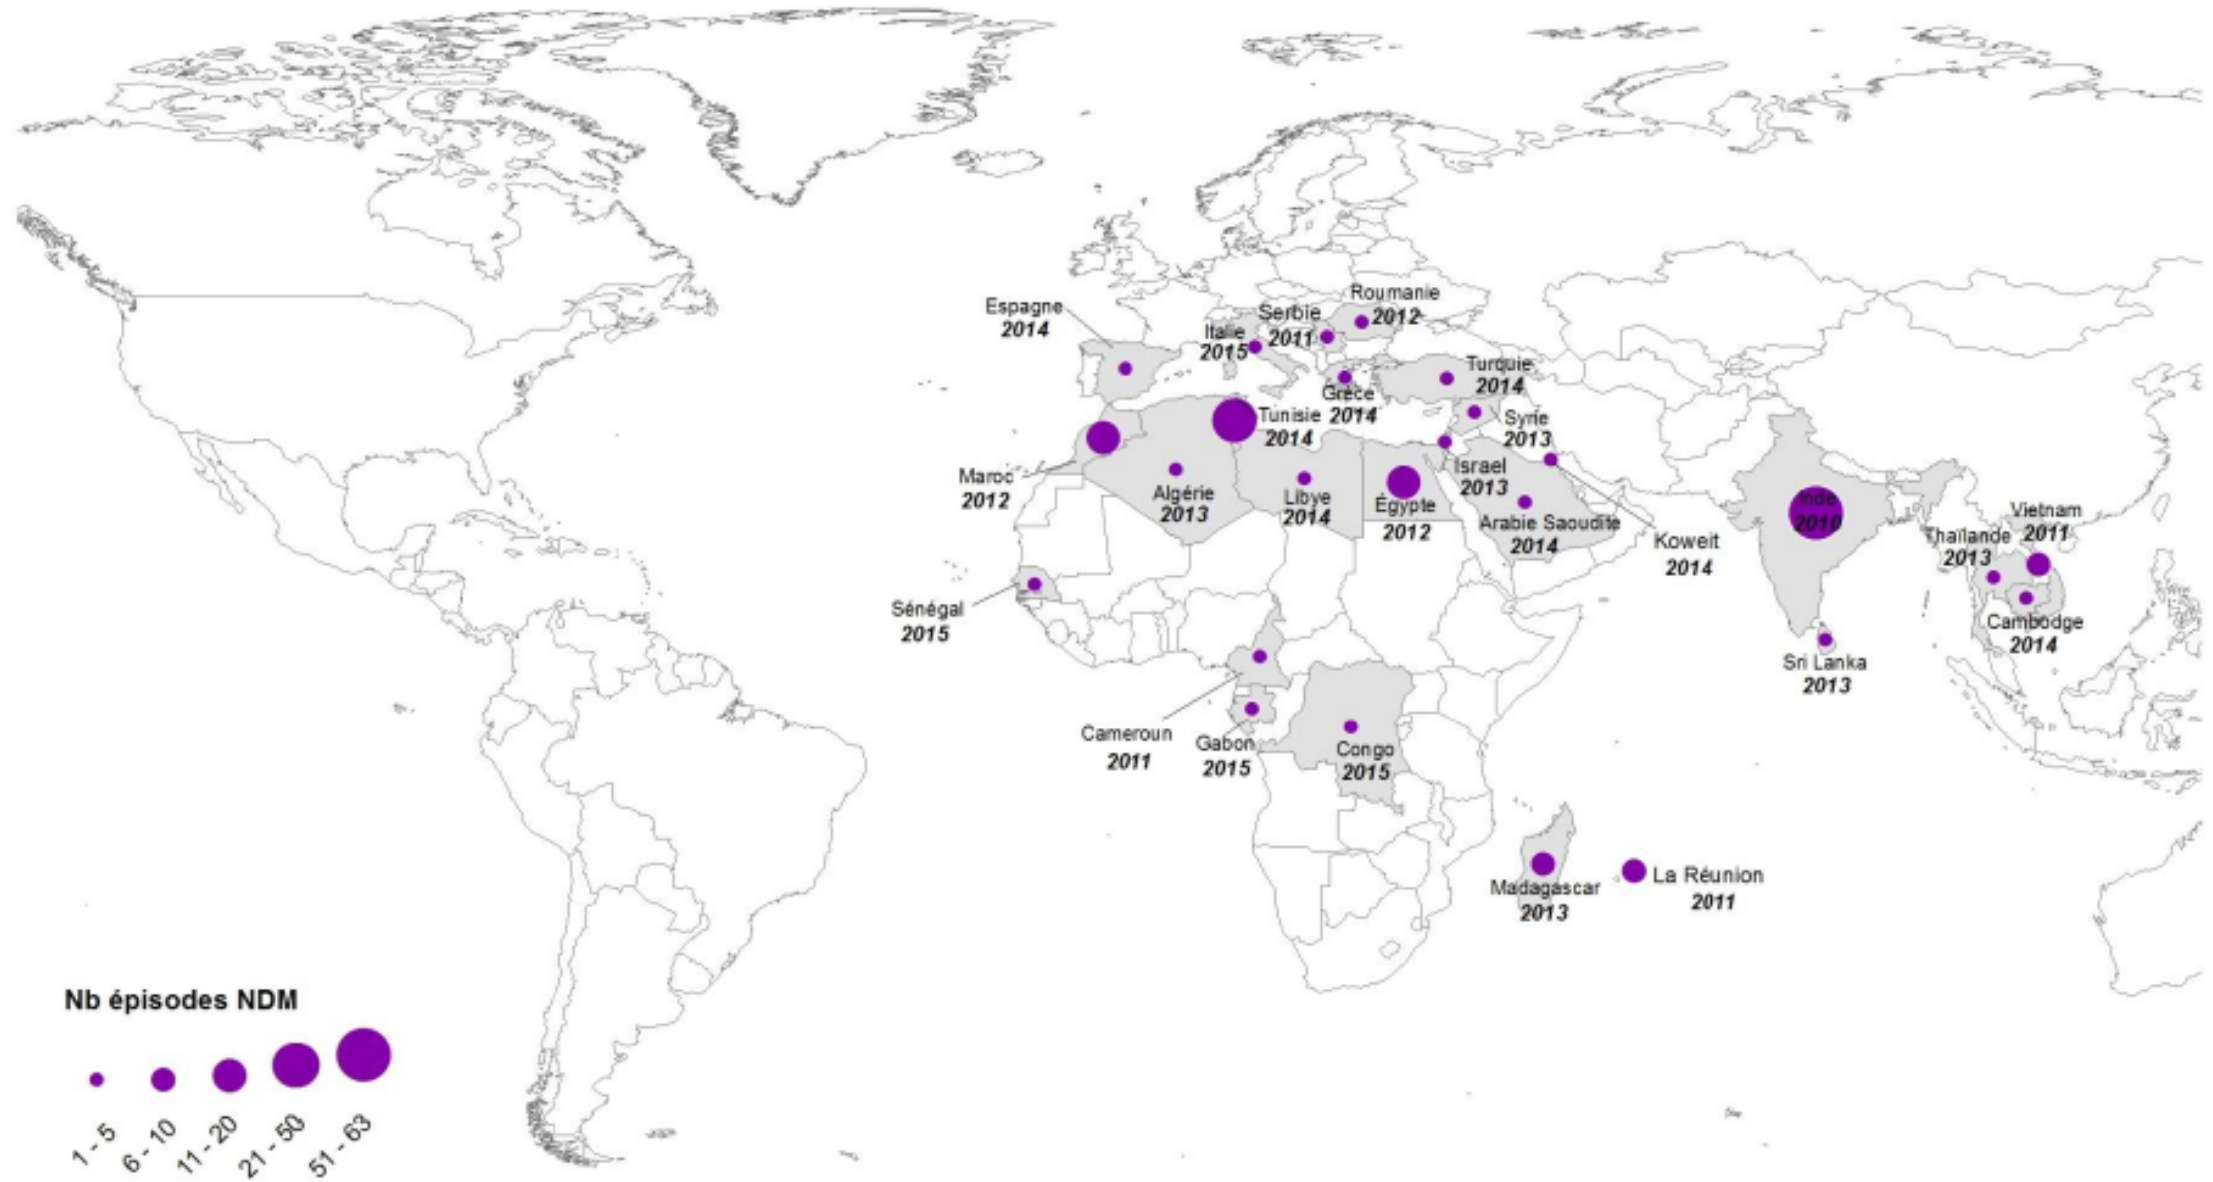 Roumanie
2012
Espagne
2014
Serbie
2011
Italie
2015
Turquie
2014
Grèce
2014
Tunisie
2014
Syrie
2013
Maroc
2012
Algérie
2013
Libye
2014
Égypte
2012
Israel
2013
Arabie Saoudite
2014
Koweit
2014
Inde
2010
Vietnam
2011
Thaïlande
2013
Cambodge
2014
Sri Lanka
2013
Sénégal
2015
Cameroun
2011
Gabon
2015
Congo
2015
Madagascar
2013
La Réunion
2011
Nb épisodes NDM
1 - 5
6 - 10
11 - 20
21 - 50
51 - 63